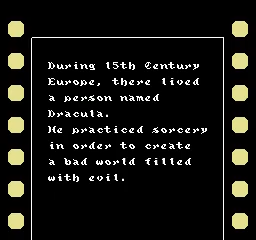 During 15th Century
Europe, there lived
a person named
Dracula.
He practiced sorcery
in order to create
a bad world filled
with evil.